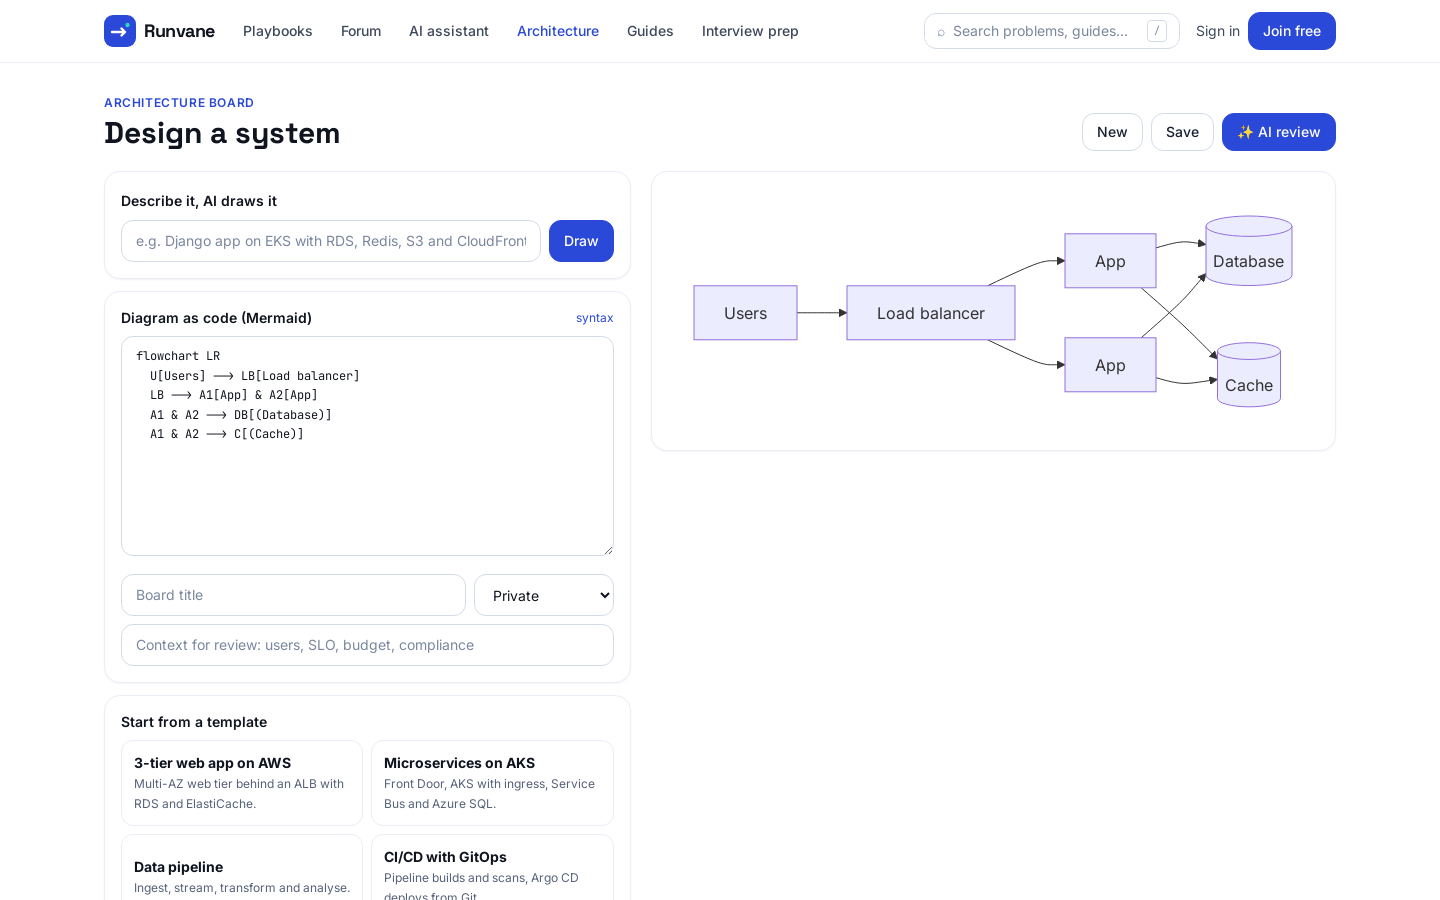 Runvane
Playbooks
Forum
AI assistant
Architecture
Guides
Interview prep
Search problems, guides...
/
Sign in
Join free
ARCHITECTURE BOARD
Design a system
New
Save
✨ AI review
Describe it, AI draws it
e.g. Django app on EKS with RDS, Redis, S3 and CloudFront
Draw
Diagram as code (Mermaid)
syntax
flowchart LR
  U[Users] --> LB[Load balancer]
  LB --> A1[App] & A2[App]
  A1 & A2 --> DB[(Database)]
  A1 & A2 --> C[(Cache)]
Board title
Private
Context for review: users, SLO, budget, compliance
Users
Load balancer
App
App
Database
Cache
Start from a template
3-tier web app on AWS
Multi-AZ web tier behind an ALB with
RDS and ElastiCache.
Microservices on AKS
Front Door, AKS with ingress, Service
Bus and Azure SQL.
Data pipeline
Ingest, stream, transform and analyse.
CI/CD with GitOps
Pipeline builds and scans, Argo CD
deploys from Git.